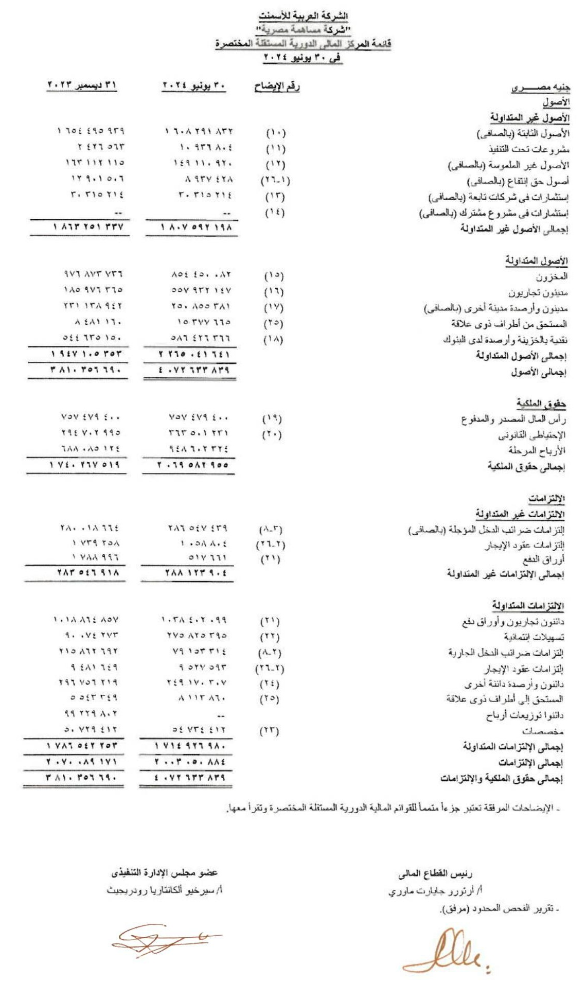 الشركة العربية للأسمنت
"شركة مساهمة مصرية"
قائمة المركز المالى الدورية المستقلة المختصرة
فى ٣٠ يونيو ٢٠٢٤
جنيه مصـــرى رقم الإيضاح ٣٠ يونيو ٢٠٢٤ ٣١ ديسمبر ٢٠٢٣
الأصول
الأصول غير المتداولة
الأصول الثابتة (بالصافى) (١٠) ١ ٦٠٨ ٢٩١ ٨٣٢ ١ ٦٥٤ ٤٩٥ ٩٣٩
مشروعات تحت التنفيذ (١١) ١٠ ٩٣٦ ٨٠٤ ٢ ٤٢٦ ٥٦٣
الأصول غير الملموسة (بالصافى) (١٢) ١٤٩ ١١٠ ٩٢٠ ١٦٣ ١١٢ ١١٥
أصول حق إنتفاع (بالصافى) (٢٦-١) ٨ ٩٣٧ ٤٢٨ ١٢ ٩٠١ ٥٠٦
إستثمارات فى شركات تابعة (بالصافى) (١٣) ٣٠ ٣١٥ ٢١٤ ٣٠ ٣١٥ ٢١٤
إستثمارات فى مشروع مشترك (بالصافى) (١٤) -- --
إجمالى الأصول غير المتداولة ١ ٨٠٧ ٥٩٢ ١٩٨ ١ ٨٦٣ ٢٥١ ٣٣٧
الأصول المتداولة
المخزون (١٥) ٨٥٤ ٤٥٠ ٠٨٢ ٩٧٦ ٨٧٣ ٧٣٦
مدينون تجاريون (١٦) ٥٥٧ ٩٣٢ ١٤٧ ١٨٥ ٩٧٦ ٣٦٥
مدينون وأرصدة مدينة أخرى (بالصافى) (١٧) ٢٥٠ ٨٥٥ ٣٨١ ٢٣١ ١٣٨ ٩٤٢
المستحق من أطراف ذوى علاقة (٢٥) ١٥ ٣٧٧ ٦٦٥ ٨ ٤٨١ ١٦٠
نقدية بالخزينة وأرصدة لدى البنوك (١٨) ٥٨٦ ٤٢٦ ٣٦٦ ٥٤٤ ٦٣٥ ١٥٠
إجمالى الأصول المتداولة ٢ ٢٦٥ ٠٤١ ٦٤١ ١ ٩٤٧ ١٠٥ ٣٥٣
إجمالى الأصول ٤ ٠٧٢ ٦٣٣ ٨٣٩ ٣ ٨١٠ ٣٥٦ ٦٩٠
حقوق الملكية
رأس المال المصدر والمدفوع (١٩) ٧٥٧ ٤٧٩ ٤٠٠ ٧٥٧ ٤٧٩ ٤٠٠
الإحتياطى القانونى (٢٠) ٣٦٣ ٥٠١ ٢٣١ ٢٩٤ ٧٠٢ ٩٩٥
الأرباح المرحلة ٩٤٨ ٦٠٢ ٣٢٤ ٦٨٨ ٠٨٥ ١٢٤
إجمالى حقوق الملكية ٢ ٠٦٩ ٥٨٢ ٩٥٥ ١ ٧٤٠ ٢٦٧ ٥١٩
الالتزامات
الالتزامات غير المتداولة
إلتزامات ضرائب الدخل المؤجلة (بالصافى) (٨-٣) ٢٨٦ ٥٤٧ ٤٣٩ ٢٨٠ ٠١٨ ٦٦٤
إلتزامات عقود الإيجار (٢٦-٢) ١ ٠٥٨ ٨٠٤ ١ ٧٣٩ ٢٥٨
أوراق الدفع (٢١) ٥١٧ ٦٦١ ١ ٧٨٨ ٩٩٦
إجمالى الإلتزامات غير المتداولة ٢٨٨ ١٢٣ ٩٠٤ ٢٨٣ ٥٤٦ ٩١٨
الالتزامات المتداولة
دائنون تجاريون وأوراق دفع (٢١) ١٠٣٨ ٤٠٢ ٠٩٩ ١٠١٨ ٨٦٤ ٨٥٧
تسهيلات إئتمانية (٢٢) ٢٧٥ ٨٢٥ ٣٩٥ ٩٠ ٠٧٤ ٢٧٣
إلتزامات ضرائب الدخل الجارية (٨-٢) ٧٩ ١٥٣ ٣١٤ ٢١٥ ٨٦٢ ٦٩٢
إلتزامات عقود الإيجار (٢٦-٢) ٩ ٥٢٧ ٥٩٣ ٩ ٤٨١ ٦٤٩
دائنون وأرصدة دائنة أخرى (٢٤) ٢٤٩ ١٧٠ ٣٠٧ ٢٩٦ ٧٥٦ ٢١٩
المستحق إلى أطراف ذوى علاقة (٢٥) ٨ ١١٣ ٨٦٠ ٥ ٥٤٣ ٣٤٩
دائنوا توزيعات أرباح -- ٩٩ ٢٢٩ ٨٠٢
مخصصات (٢٣) ٥٤ ٧٣٤ ٤١٢ ٥٠ ٧٢٩ ٤١٢
إجمالى الإلتزامات المتداولة ١ ٧١٤ ٩٢٦ ٩٨٠ ١ ٧٨٦ ٥٤٢ ٢٥٣
إجمالى الإلتزامات ٢ ٠٠٣ ٠٥٠ ٨٨٤ ٢ ٠٧٠ ٠٨٩ ١٧١
إجمالى حقوق الملكية والإلتزامات ٤ ٠٧٢ ٦٣٣ ٨٣٩ ٣ ٨١٠ ٣٥٦ ٦٩٠
- الإيضاحات المرفقة تعتبر جزءاً متمماً للقوائم المالية الدورية المستقلة المختصرة وتقرأ معها.
رئيس القطاع المالى عضو مجلس الإدارة التنفيذى
أ/ أرتورو جايارت ماوري أ/ سيرخيو ألكانتاريا رودريجيث
- تقرير الفحص المحدود (مرفق).